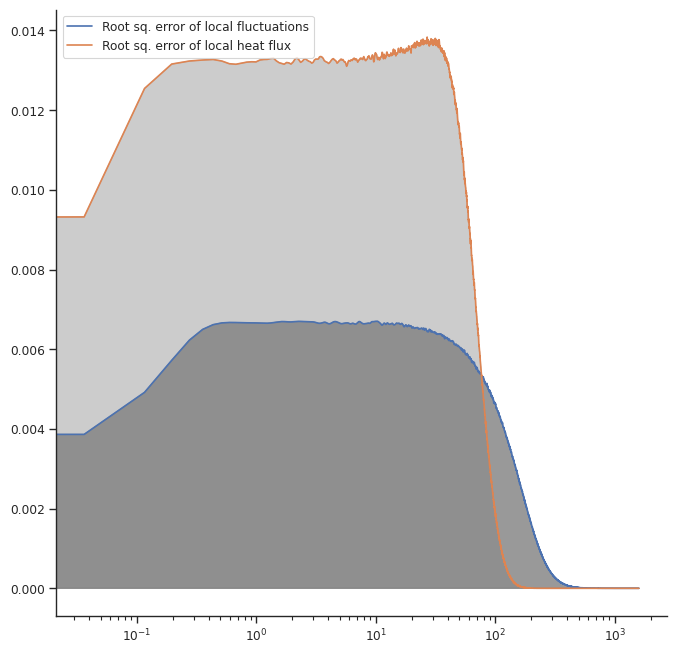 Root sq. error of local fluctuations
Root sq. error of local heat flux
0.014
0.012
0.010
0.008
0.006
0.004
0.002
0.000
10⁻¹ 10⁰ 10¹ 10² 10³